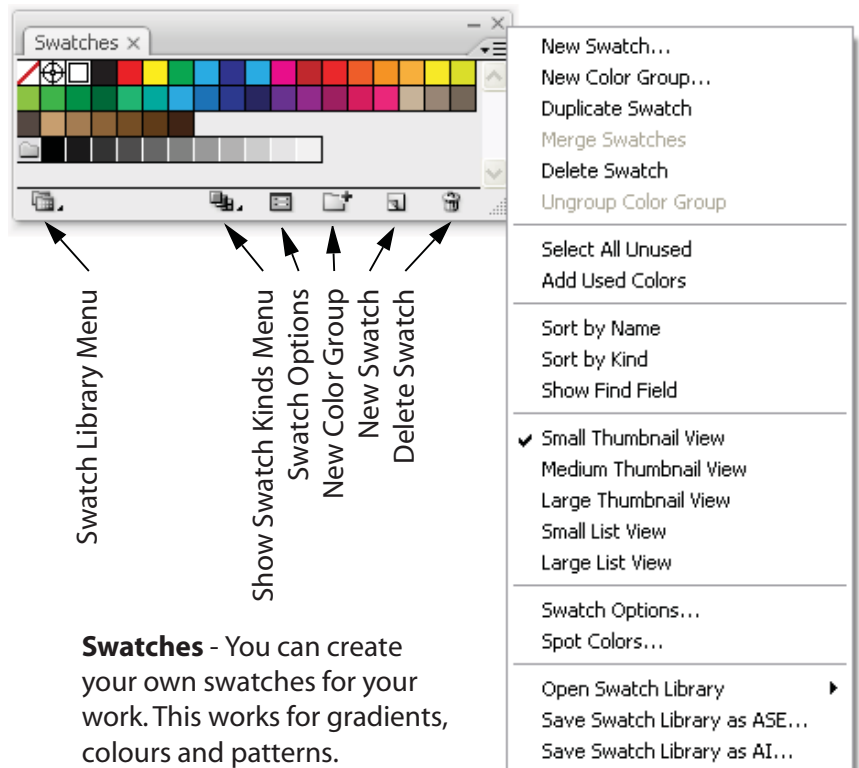 Swatches ×
New Swatch...
New Color Group...
Duplicate Swatch
Merge Swatches
Delete Swatch
Ungroup Color Group
Select All Unused
Add Used Colors
Sort by Name
Sort by Kind
Show Find Field
Small Thumbnail View
Medium Thumbnail View
Large Thumbnail View
Small List View
Large List View
Swatch Options...
Spot Colors...
Open Swatch Library
Save Swatch Library as ASE...
Save Swatch Library as AI...
Swatch Library Menu
Show Swatch Kinds Menu
Swatch Options
New Color Group
New Swatch
Delete Swatch
Swatches - You can create
your own swatches for your
work. This works for gradients,
colours and patterns.